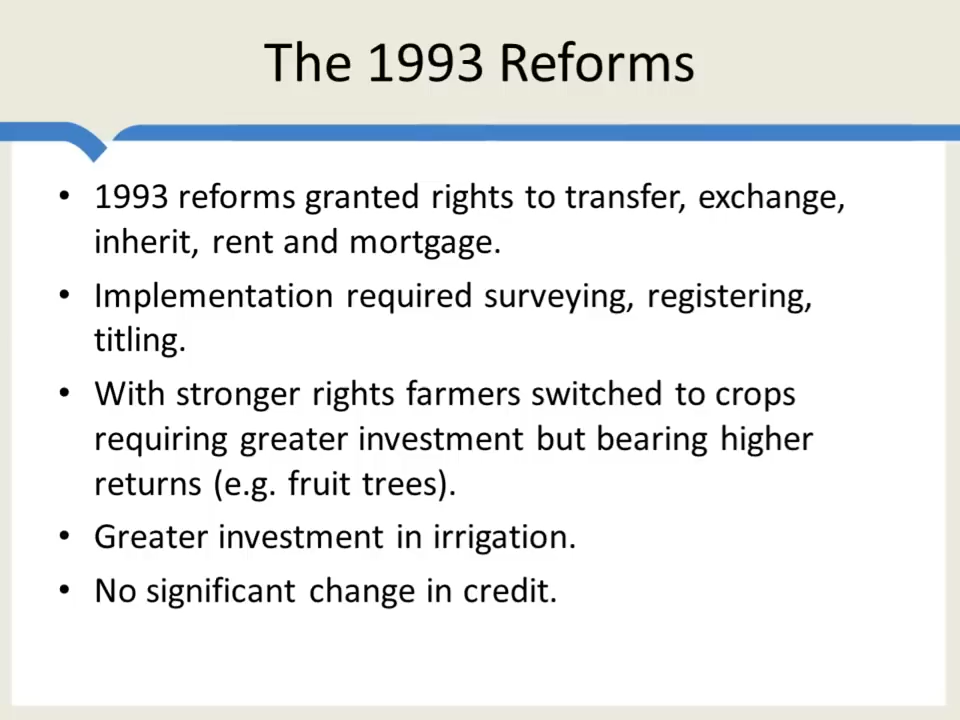 The 1993 Reforms
• 1993 reforms granted rights to transfer, exchange,
inherit, rent and mortgage.
• Implementation required surveying, registering,
titling.
• With stronger rights farmers switched to crops
requiring greater investment but bearing higher
returns (e.g. fruit trees).
• Greater investment in irrigation.
• No significant change in credit.